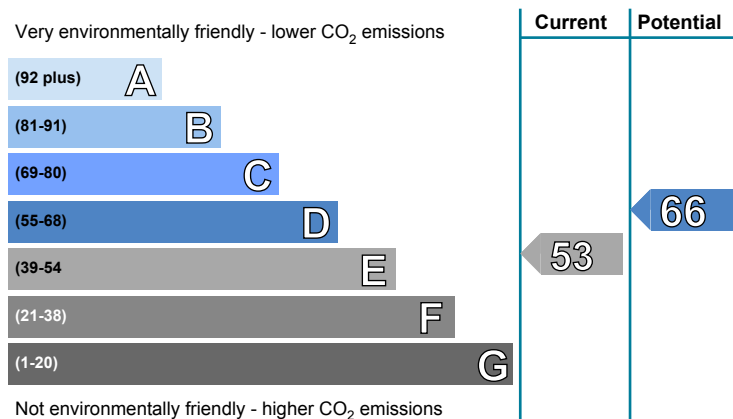 Very environmentally friendly - lower CO2 emissions
Current
Potential
(92 plus) A
(81-91) B
(69-80) C
(55-68) D
66
(39-54 E
53
(21-38) F
(1-20) G
Not environmentally friendly - higher CO2 emissions